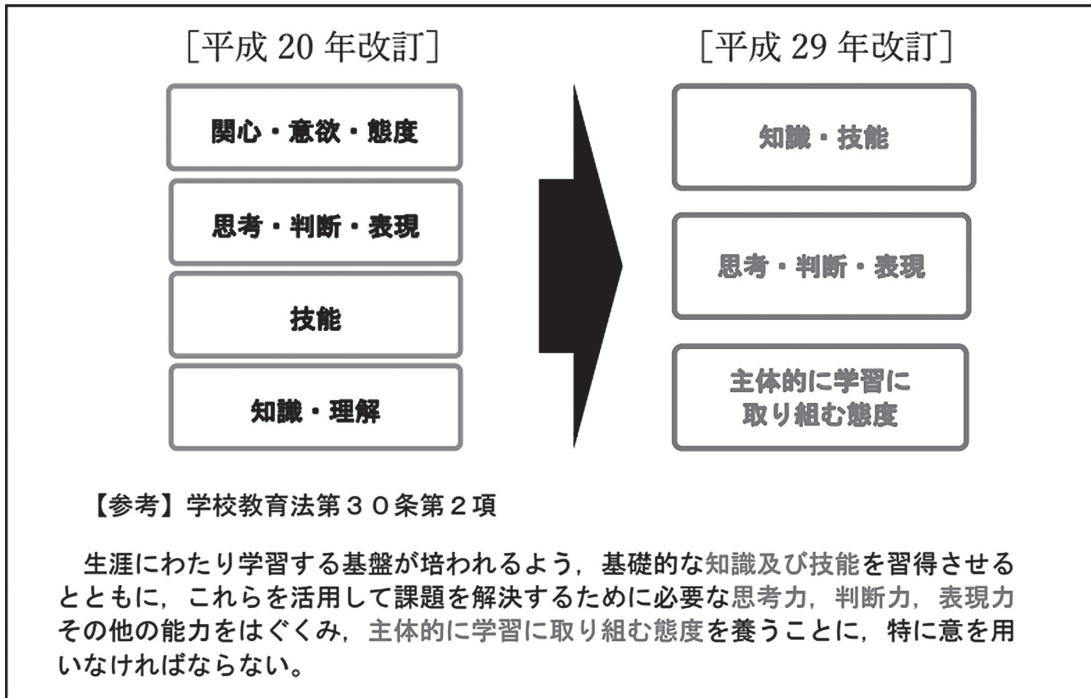 ［平成 20 年改訂］
関心・意欲・態度
思考・判断・表現
技能
知識・理解
［平成 29 年改訂］
知識・技能
思考・判断・表現
主体的に学習に
取り組む態度
【参考】学校教育法第３０条第２項
生涯にわたり学習する基盤が培われるよう，基礎的な知識及び技能を習得させる
とともに，これらを活用して課題を解決するために必要な思考力，判断力，表現力
その他の能力をはぐくみ，主体的に学習に取り組む態度を養うことに，特に意を用
いなければならない。